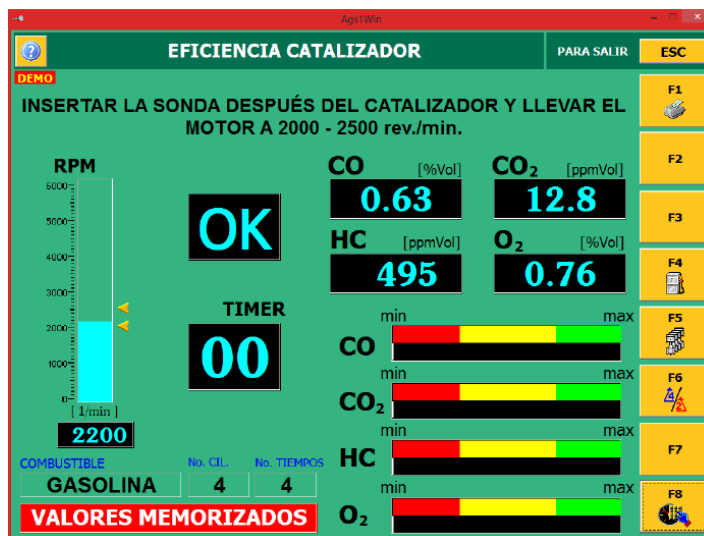 Ags1Win
EFICIENCIA CATALIZADOR
PARA SALIR
ESC
DEMO
INSERTAR LA SONDA DESPUÉS DEL CATALIZADOR Y LLEVAR EL
MOTOR A 2000 - 2500 rev./min.
F1
F2
F3
F4
F5
F6
F7
F8
RPM
6000
5000
4000
3000
2000
1000
0
[ 1/min ]
2200
OK
TIMER
00
CO [%Vol]
0.63
CO₂ [ppmVol]
12.8
HC [ppmVol]
495
O₂ [%Vol]
0.76
min max
CO
min max
CO₂
min max
HC
min max
O₂
COMBUSTIBLE No. CIL. No. TIEMPOS
GASOLINA 4 4
VALORES MEMORIZADOS